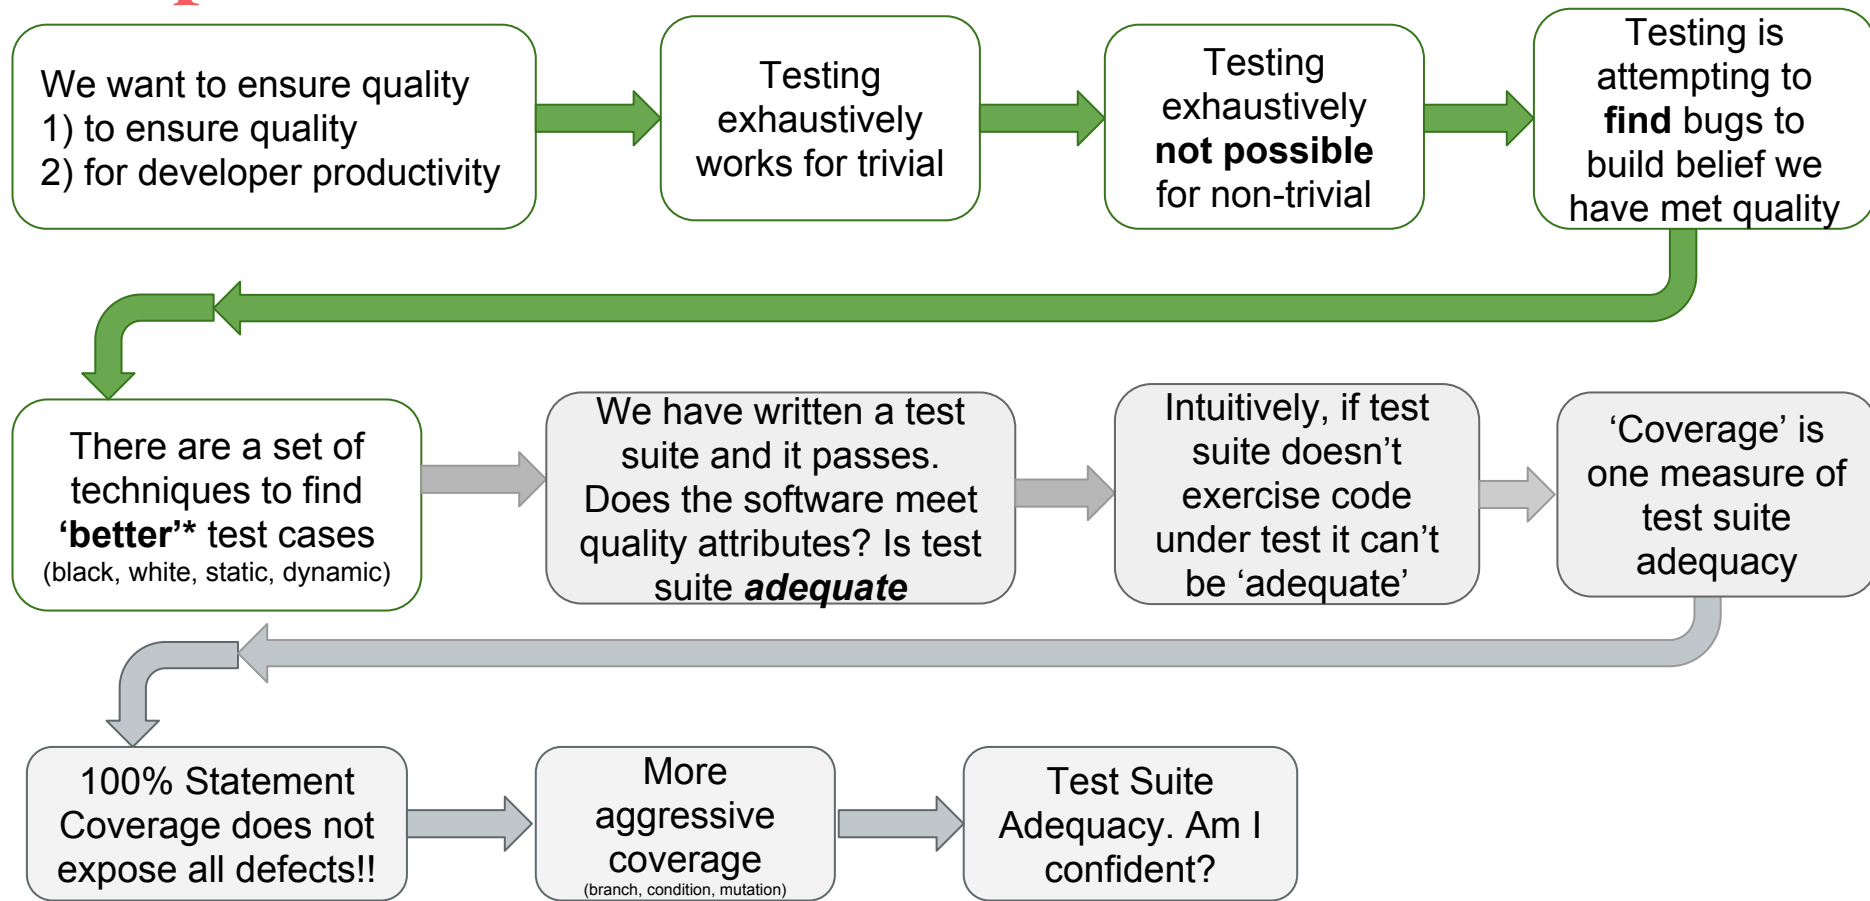 We want to ensure quality
1) to ensure quality
2) for developer productivity
Testing
exhaustively
works for trivial
Testing
exhaustively
not possible
for non-trivial
Testing is
attempting to
find bugs to
build belief we
have met quality
There are a set of
techniques to find
‘better’* test cases
(black, white, static, dynamic)
We have written a test
suite and it passes.
Does the software meet
quality attributes? Is test
suite adequate
Intuitively, if test
suite doesn’t
exercise code
under test it can’t
be ‘adequate’
‘Coverage’ is
one measure of
test suite
adequacy
100% Statement
Coverage does not
expose all defects!!
More
aggressive
coverage
(branch, condition, mutation)
Test Suite
Adequacy. Am I
confident?